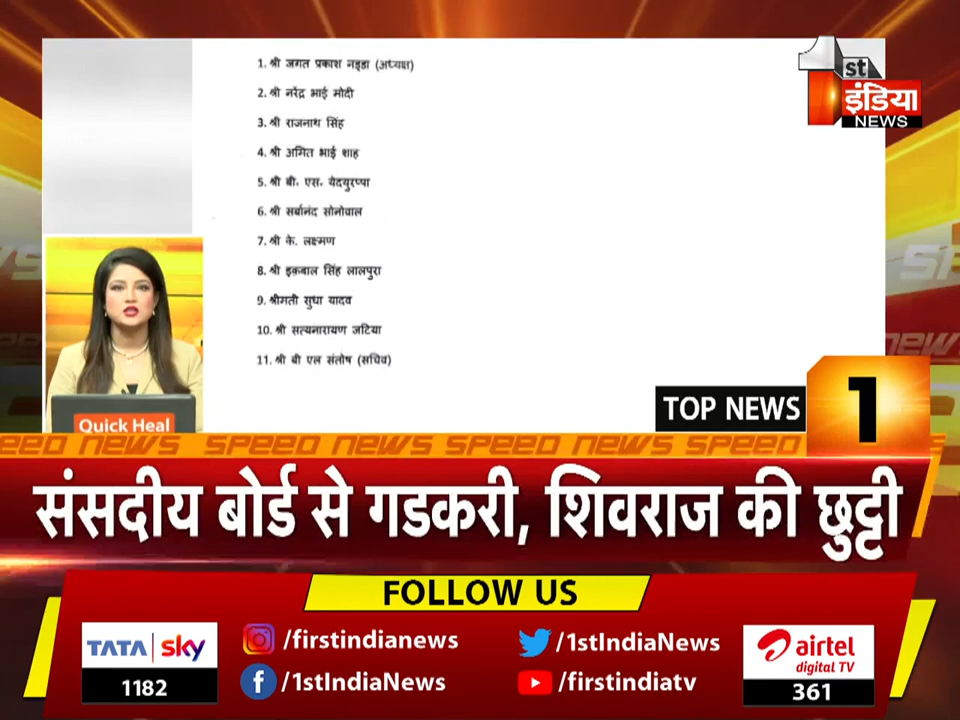 1. श्री जगत प्रकाश नड्डा (अध्यक्ष)
2. श्री नरेंद्र भाई मोदी
3. श्री राजनाथ सिंह
4. श्री अमित भाई शाह
5. श्री बी. एस. येदयुरप्पा
6. श्री सर्बानंद सोनोवाल
7. श्री के. लक्ष्मण
8. श्री इक़बाल सिंह लालपुरा
9. श्रीमती सुधा यादव
10. श्री सत्यनारायण जटिया
11. श्री बी एल संतोष (सचिव)
1st
इंडिया
NEWS
Quick Heal
TOP NEWS 1
SPEED NEWS SPEED NEWS SPEED NEWS SPEED
संसदीय बोर्ड से गडकरी, शिवराज की छुट्टी
FOLLOW US
TATA sky
1182
/firstindianews
/1stIndiaNews
/1stIndiaNews
/firstindiatv
airtel
digital TV
361